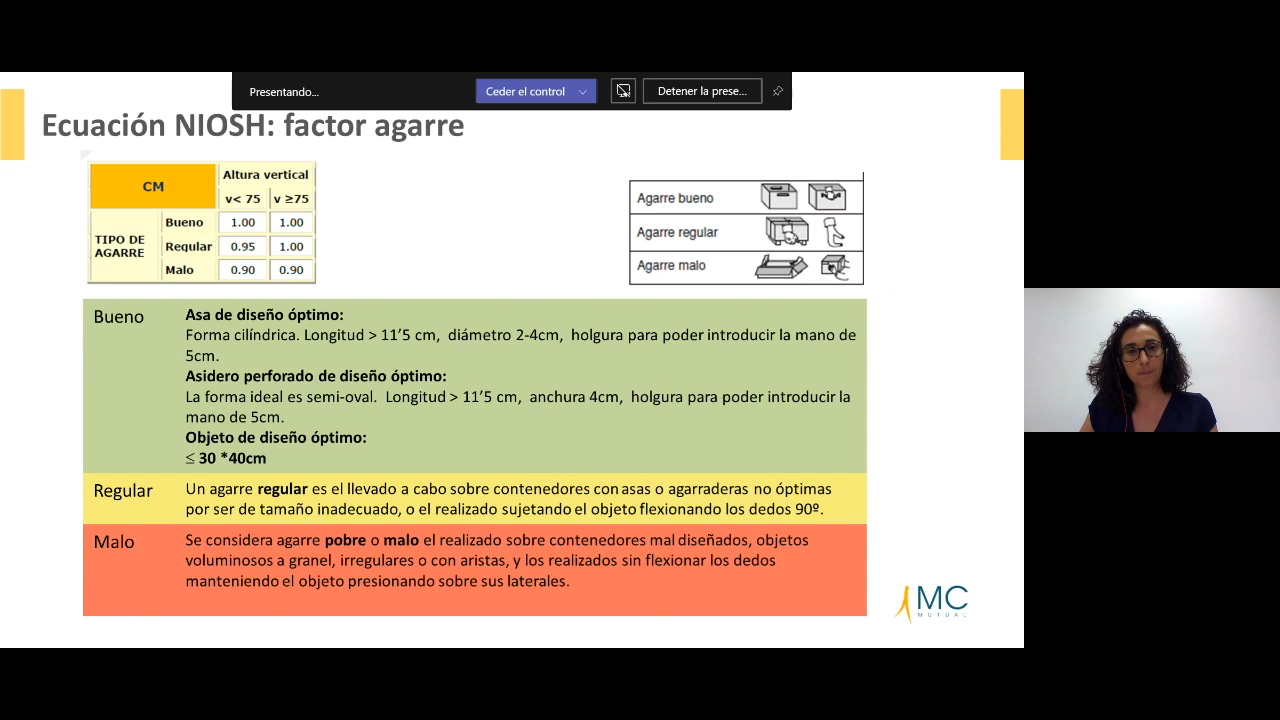 Presentando...
Ceder el control
Detener la prese...
Ecuación NIOSH: factor agarre
CM
Altura vertical
v< 75
v ≥75
TIPO DE
AGARRE
Bueno
1.00
1.00
Regular
0.95
1.00
Malo
0.90
0.90
Agarre bueno
Agarre regular
Agarre malo
Bueno
Asa de diseño óptimo:
Forma cilíndrica. Longitud > 11’5 cm, diámetro 2-4cm, holgura para poder introducir la mano de
5cm.
Asidero perforado de diseño óptimo:
La forma ideal es semi-oval. Longitud > 11’5 cm, anchura 4cm, holgura para poder introducir la
mano de 5cm.
Objeto de diseño óptimo:
≤ 30 *40cm
Regular
Un agarre regular es el llevado a cabo sobre contenedores con asas o agarraderas no óptimas
por ser de tamaño inadecuado, o el realizado sujetando el objeto flexionando los dedos 90º.
Malo
Se considera agarre pobre o malo el realizado sobre contenedores mal diseñados, objetos
voluminosos a granel, irregulares o con aristas, y los realizados sin flexionar los dedos
manteniendo el objeto presionando sobre sus laterales.
MC
MUTUAL